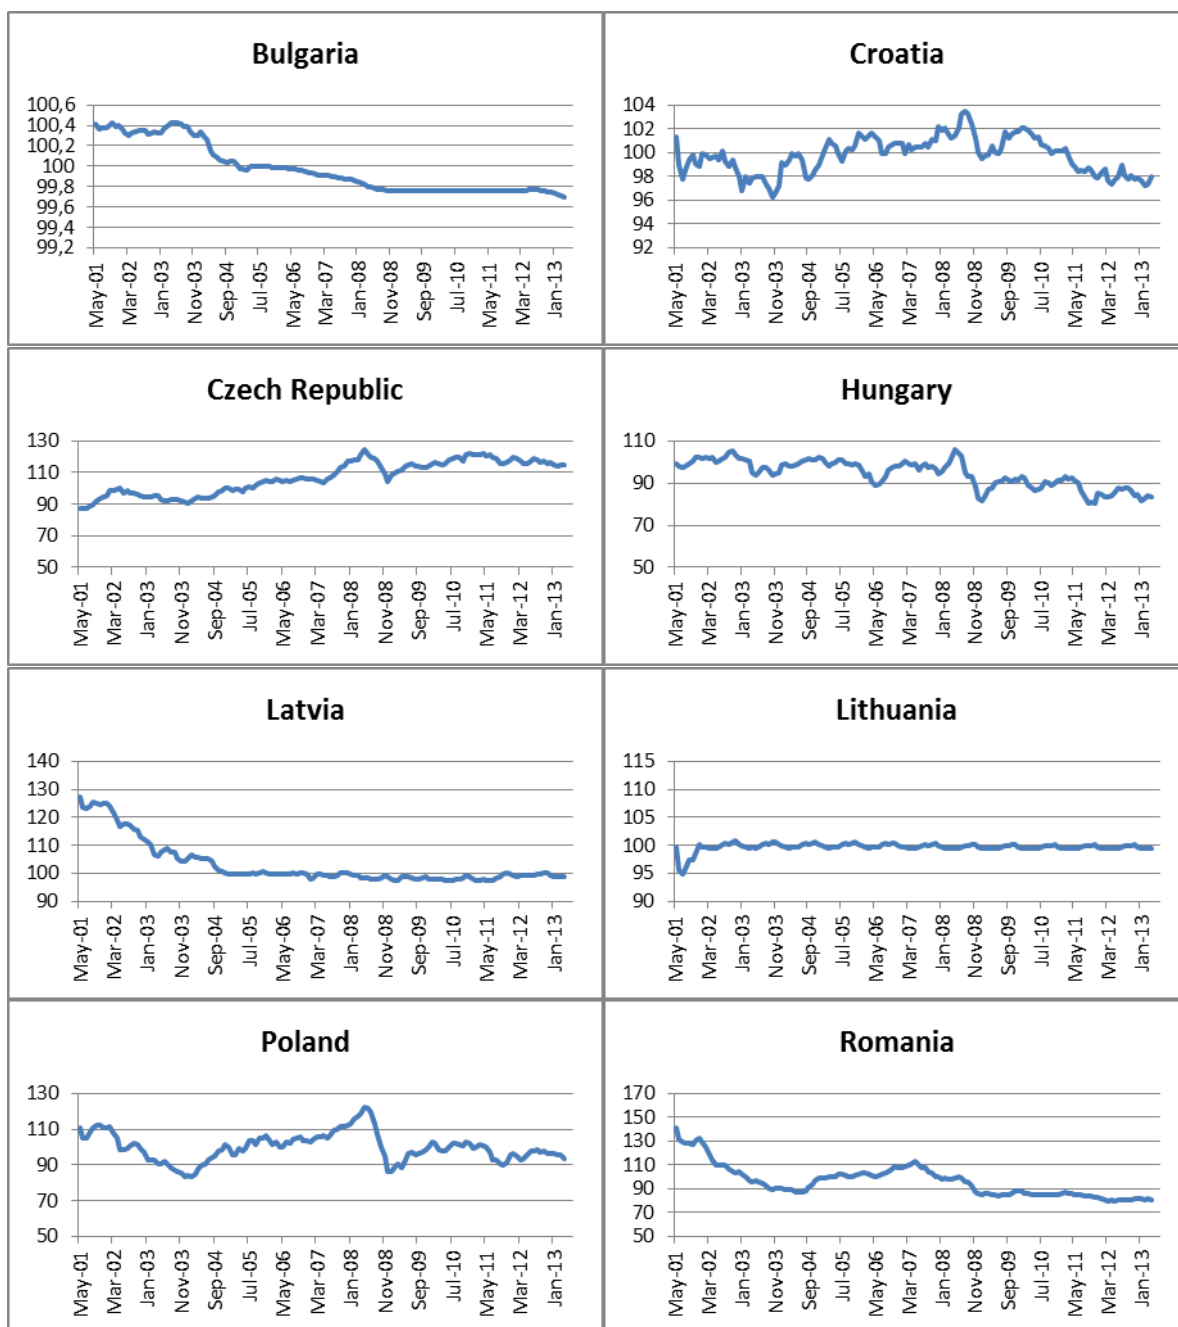 Bulgaria
100,6
100,4
100,2
100
99,8
99,6
99,4
99,2
May-01
Mar-02
Jan-03
Nov-03
Sep-04
Jul-05
May-06
Mar-07
Jan-08
Nov-08
Sep-09
Jul-10
May-11
Mar-12
Jan-13
Croatia
104
102
100
98
96
94
92
May-01
Mar-02
Jan-03
Nov-03
Sep-04
Jul-05
May-06
Mar-07
Jan-08
Nov-08
Sep-09
Jul-10
May-11
Mar-12
Jan-13
Czech Republic
130
110
90
70
50
May-01
Mar-02
Jan-03
Nov-03
Sep-04
Jul-05
May-06
Mar-07
Jan-08
Nov-08
Sep-09
Jul-10
May-11
Mar-12
Jan-13
Hungary
110
90
70
50
May-01
Mar-02
Jan-03
Nov-03
Sep-04
Jul-05
May-06
Mar-07
Jan-08
Nov-08
Sep-09
Jul-10
May-11
Mar-12
Jan-13
Latvia
140
130
120
110
100
90
May-01
Mar-02
Jan-03
Nov-03
Sep-04
Jul-05
May-06
Mar-07
Jan-08
Nov-08
Sep-09
Jul-10
May-11
Mar-12
Jan-13
Lithuania
115
110
105
100
95
90
May-01
Mar-02
Jan-03
Nov-03
Sep-04
Jul-05
May-06
Mar-07
Jan-08
Nov-08
Sep-09
Jul-10
May-11
Mar-12
Jan-13
Poland
130
110
90
70
50
May-01
Mar-02
Jan-03
Nov-03
Sep-04
Jul-05
May-06
Mar-07
Jan-08
Nov-08
Sep-09
Jul-10
May-11
Mar-12
Jan-13
Romania
170
150
130
110
90
70
50
May-01
Mar-02
Jan-03
Nov-03
Sep-04
Jul-05
May-06
Mar-07
Jan-08
Nov-08
Sep-09
Jul-10
May-11
Mar-12
Jan-13